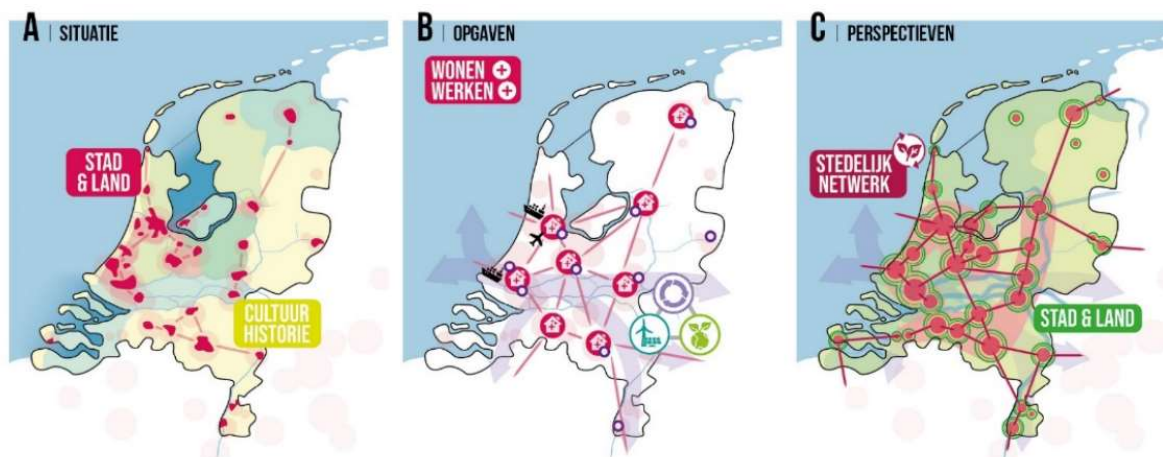 A | SITUATIE
STAD
& LAND
CULTUUR
HISTORIE
B | OPGAVEN
WONEN +
WERKEN +
C | PERSPECTIEVEN
STEDELIJK
NETWERK
STAD & LAND